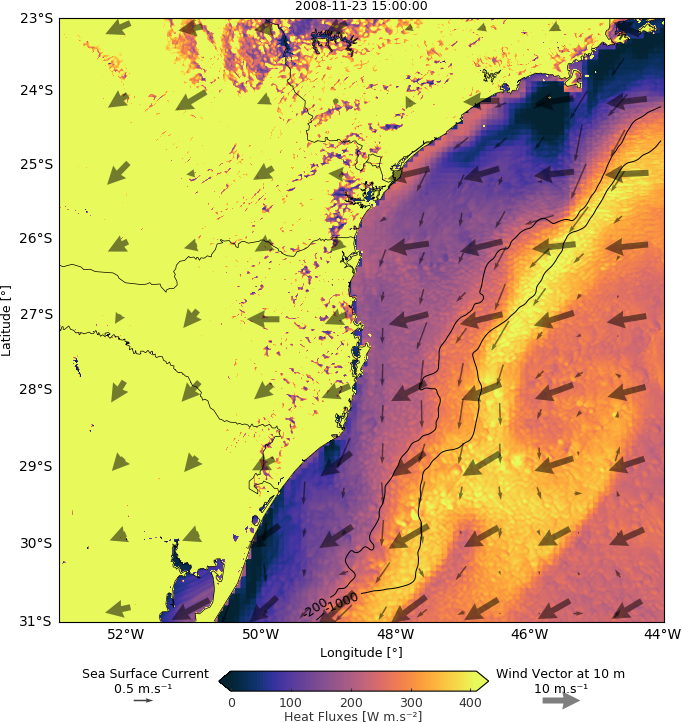 2008-11-23 15:00:00
23°S
24°S
25°S
26°S
27°S
28°S
29°S
30°S
31°S
Latitude [°]
-200
-1000
52°W 50°W 48°W 46°W 44°W
Longitude [°]
Sea Surface Current
0.5 m.s⁻¹
Wind Vector at 10 m
10 m.s⁻¹
0 100 200 300 400
Heat Fluxes [W m.s⁻²]